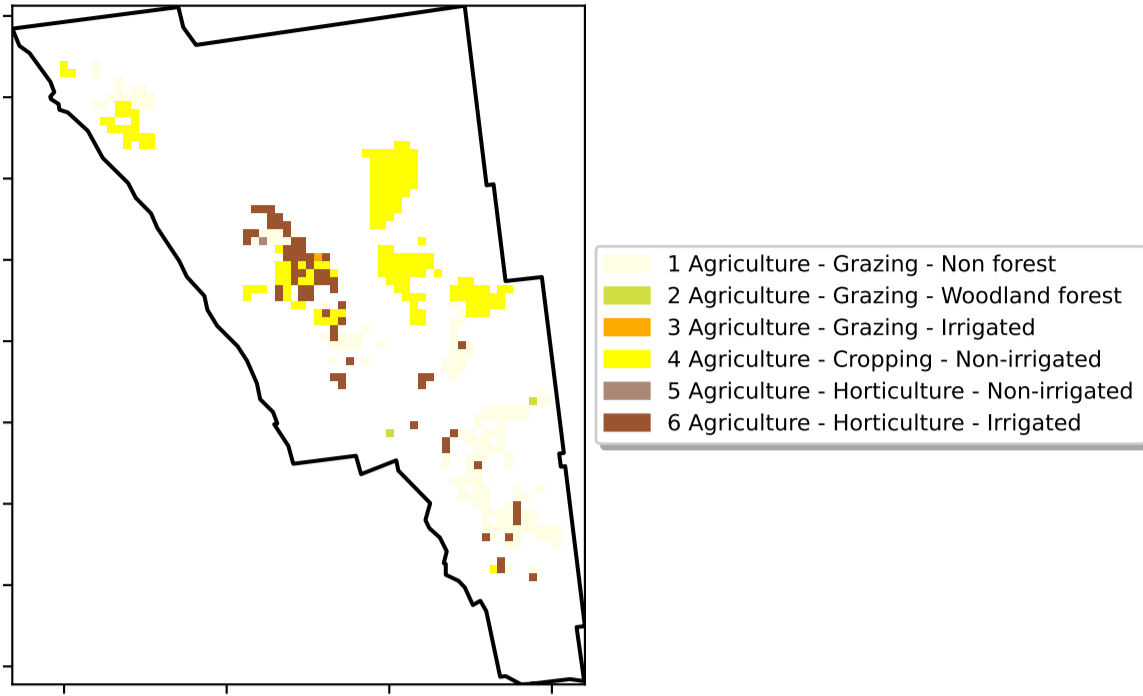 1 Agriculture - Grazing - Non forest
2 Agriculture - Grazing - Woodland forest
3 Agriculture - Grazing - Irrigated
4 Agriculture - Cropping - Non-irrigated
5 Agriculture - Horticulture - Non-irrigated
6 Agriculture - Horticulture - Irrigated